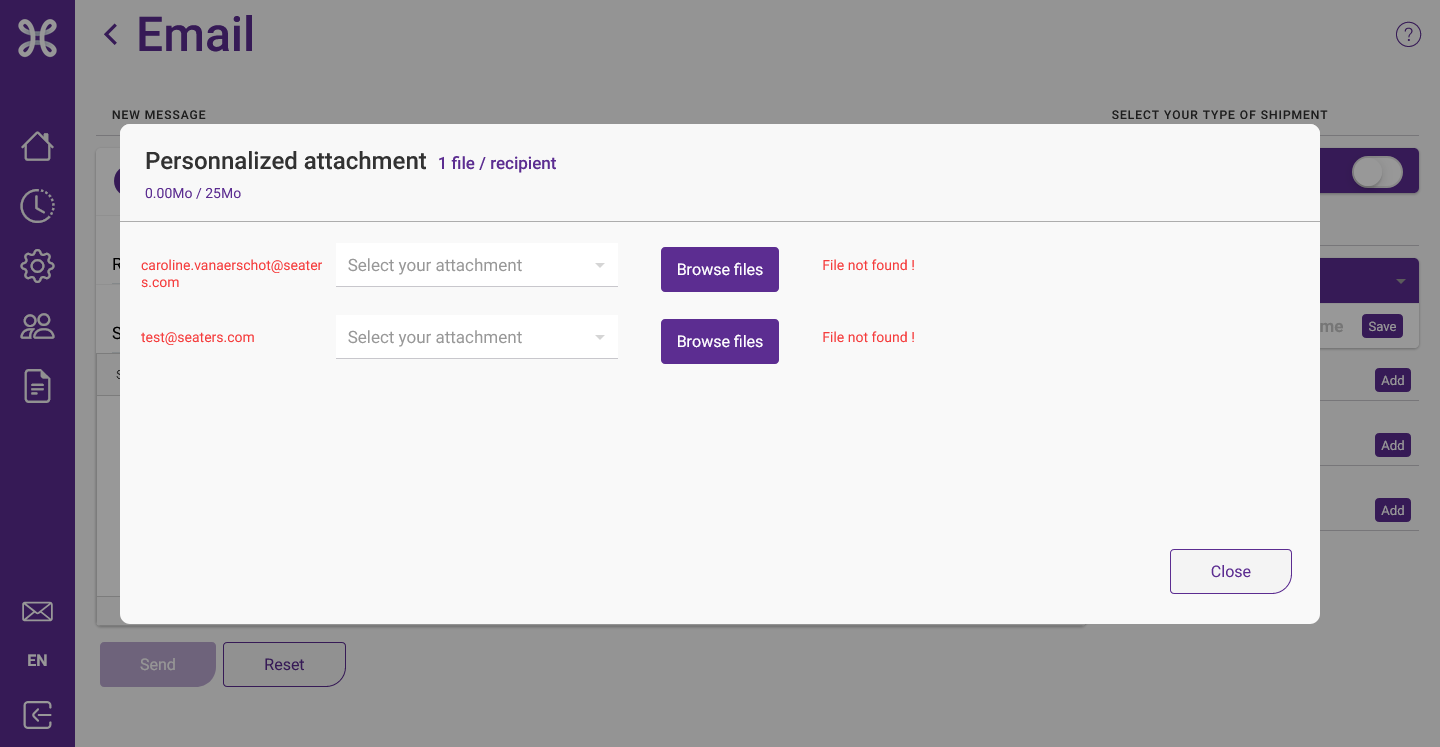 Email
?
NEW MESSAGE
SELECT YOUR TYPE OF SHIPMENT
Personnalized attachment 1 file / recipient
0.00Mo / 25Mo
caroline.vanaerschot@seater
s.com
Select your attachment
Browse files
File not found !
test@seaters.com
Select your attachment
Browse files
File not found !
Save
Add
Add
Add
Close
EN
Send
Reset